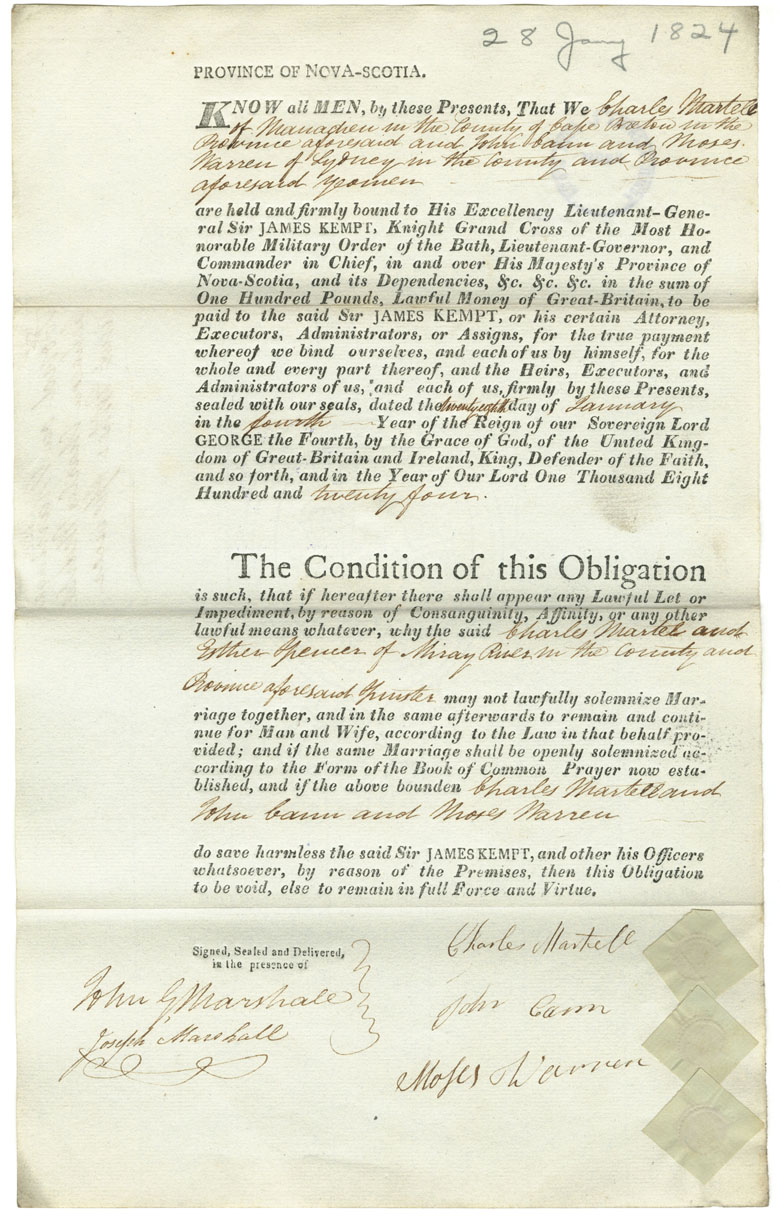 28 Jany 1824
PROVINCE OF NOVA-SCOTIA.
KNOW all MEN, by these Presents, That We Charles Martell
of Manadieu in the County of Cape Breton in the
Province aforesaid and John Cann and Moses
Warren of Sydney in the County and Province
aforesaid Yeomen
are held and firmly bound to His Excellency Lieutenant-Gene-
ral Sir JAMES KEMPT, Knight Grand Cross of the Most Ho-
norable Military Order of the Bath, Lieutenant-Governor, and
Commander in Chief, in and over His Majesty's Province of
Nova-Scotia, and its Dependencies, &c. &c. &c. in the sum of
One Hundred Pounds, Lawful Money of Great-Britain, to be
paid to the said Sir JAMES KEMPT, or his certain Attorney,
Executors, Administrators, or Assigns, for the true payment
whereof we bind ourselves, and each of us by himself, for the
whole and every part thereof, and the Heirs, Executors, and
Administrators of us, and each of us, firmly by these Presents,
sealed with our seals, dated the twenty eighth day of January
in the fourth Year of the Reign of our Sovereign Lord
GEORGE the Fourth, by the Grace of God, of the United King-
dom of Great-Britain and Ireland, King, Defender of the Faith,
and so forth, and in the Year of Our Lord One Thousand Eight
Hundred and twenty four.
The Condition of this Obligation
is such, that if hereafter there shall appear any Lawful Let or
Impediment, by reason of Consanguinity, Affinity, or any other
lawful means whatever, why the said Charles Martel and
Esther Spencer of Miray River in the County and
Province aforesaid Spinster may not lawfully solemnize Mar-
riage together, and in the same afterwards to remain and conti-
nue for Man and Wife, according to the Law in that behalf pro-
vided; and if the same Marriage shall be openly solemnized ac-
cording to the Form of the Book of Common Prayer now esta-
blished, and if the above bounden Charles Martell and
John Cann and Moses Warren
do save harmless the said Sir JAMES KEMPT, and other his Officers
whatsoever, by reason of the Premises, then this Obligation
to be void, else to remain in full Force and Virtue.
Signed, Sealed and Delivered,
in the presence of
John G Marshall
Joseph Marshall
Charles Martell
John Cann
Moses Warren